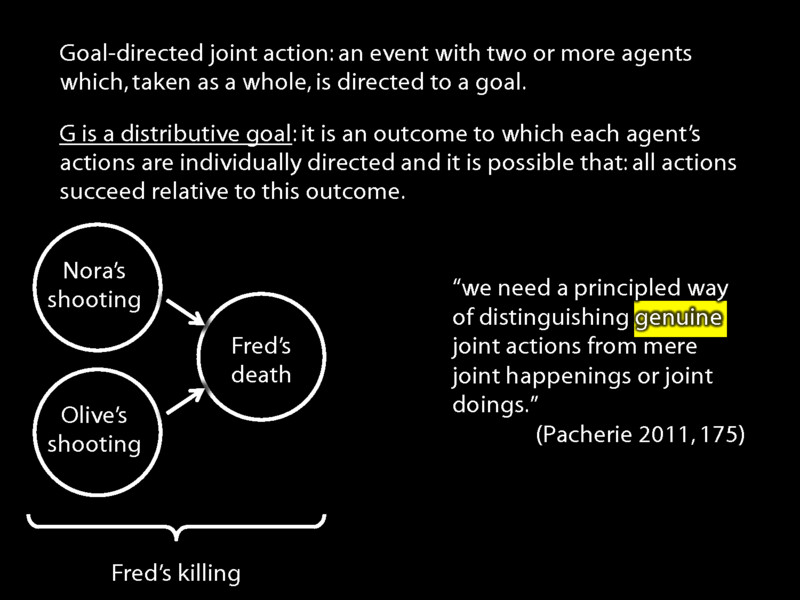 Goal-directed joint action: an event with two or more agents
which, taken as a whole, is directed to a goal.
G is a distributive goal: it is an outcome to which each agent’s
actions are individually directed and it is possible that: all actions
succeed relative to this outcome.
Nora’s
shooting
Olive’s
shooting
Fred’s
death
Fred’s killing
“we need a principled way
of distinguishing genuine
joint actions from mere
joint happenings or joint
doings.”
(Pacherie 2011, 175)